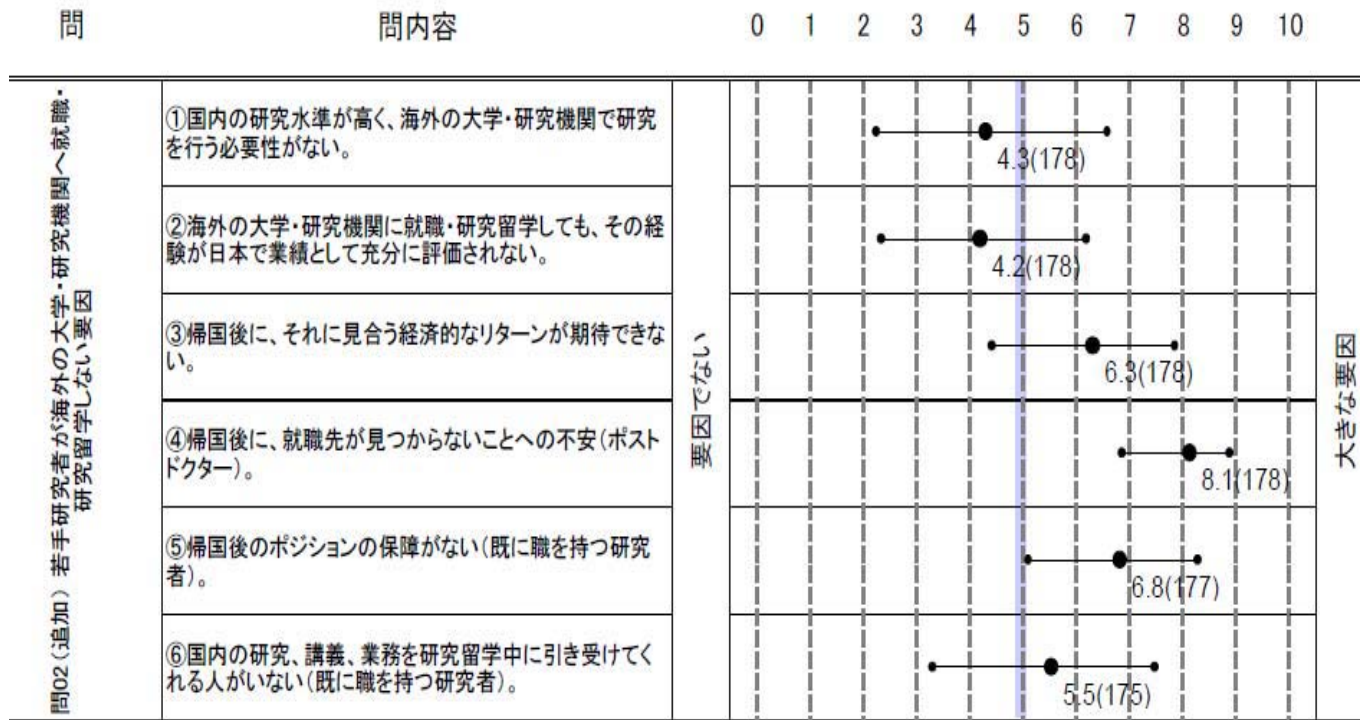 問 問内容 0 1 2 3 4 5 6 7 8 9 10
問02(追加) 若手研究者が海外の大学・研究機関へ就職・
研究留学しない要因
①国内の研究水準が高く、海外の大学・研究機関で研究
を行う必要性がない。
4.3(178)
②海外の大学・研究機関に就職・研究留学しても、その経
験が日本で業績として充分に評価されない。
4.2(178)
③帰国後に、それに見合う経済的なリターンが期待できな
い。
6.3(178)
④帰国後に、就職先が見つからないことへの不安(ポスト
ドクター)。
8.1(178)
⑤帰国後のポジションの保障がない(既に職を持つ研究
者)。
6.8(177)
⑥国内の研究、講義、業務を研究留学中に引き受けてく
れる人がいない(既に職を持つ研究者)。
5.5(175)
要因でない
大きな要因